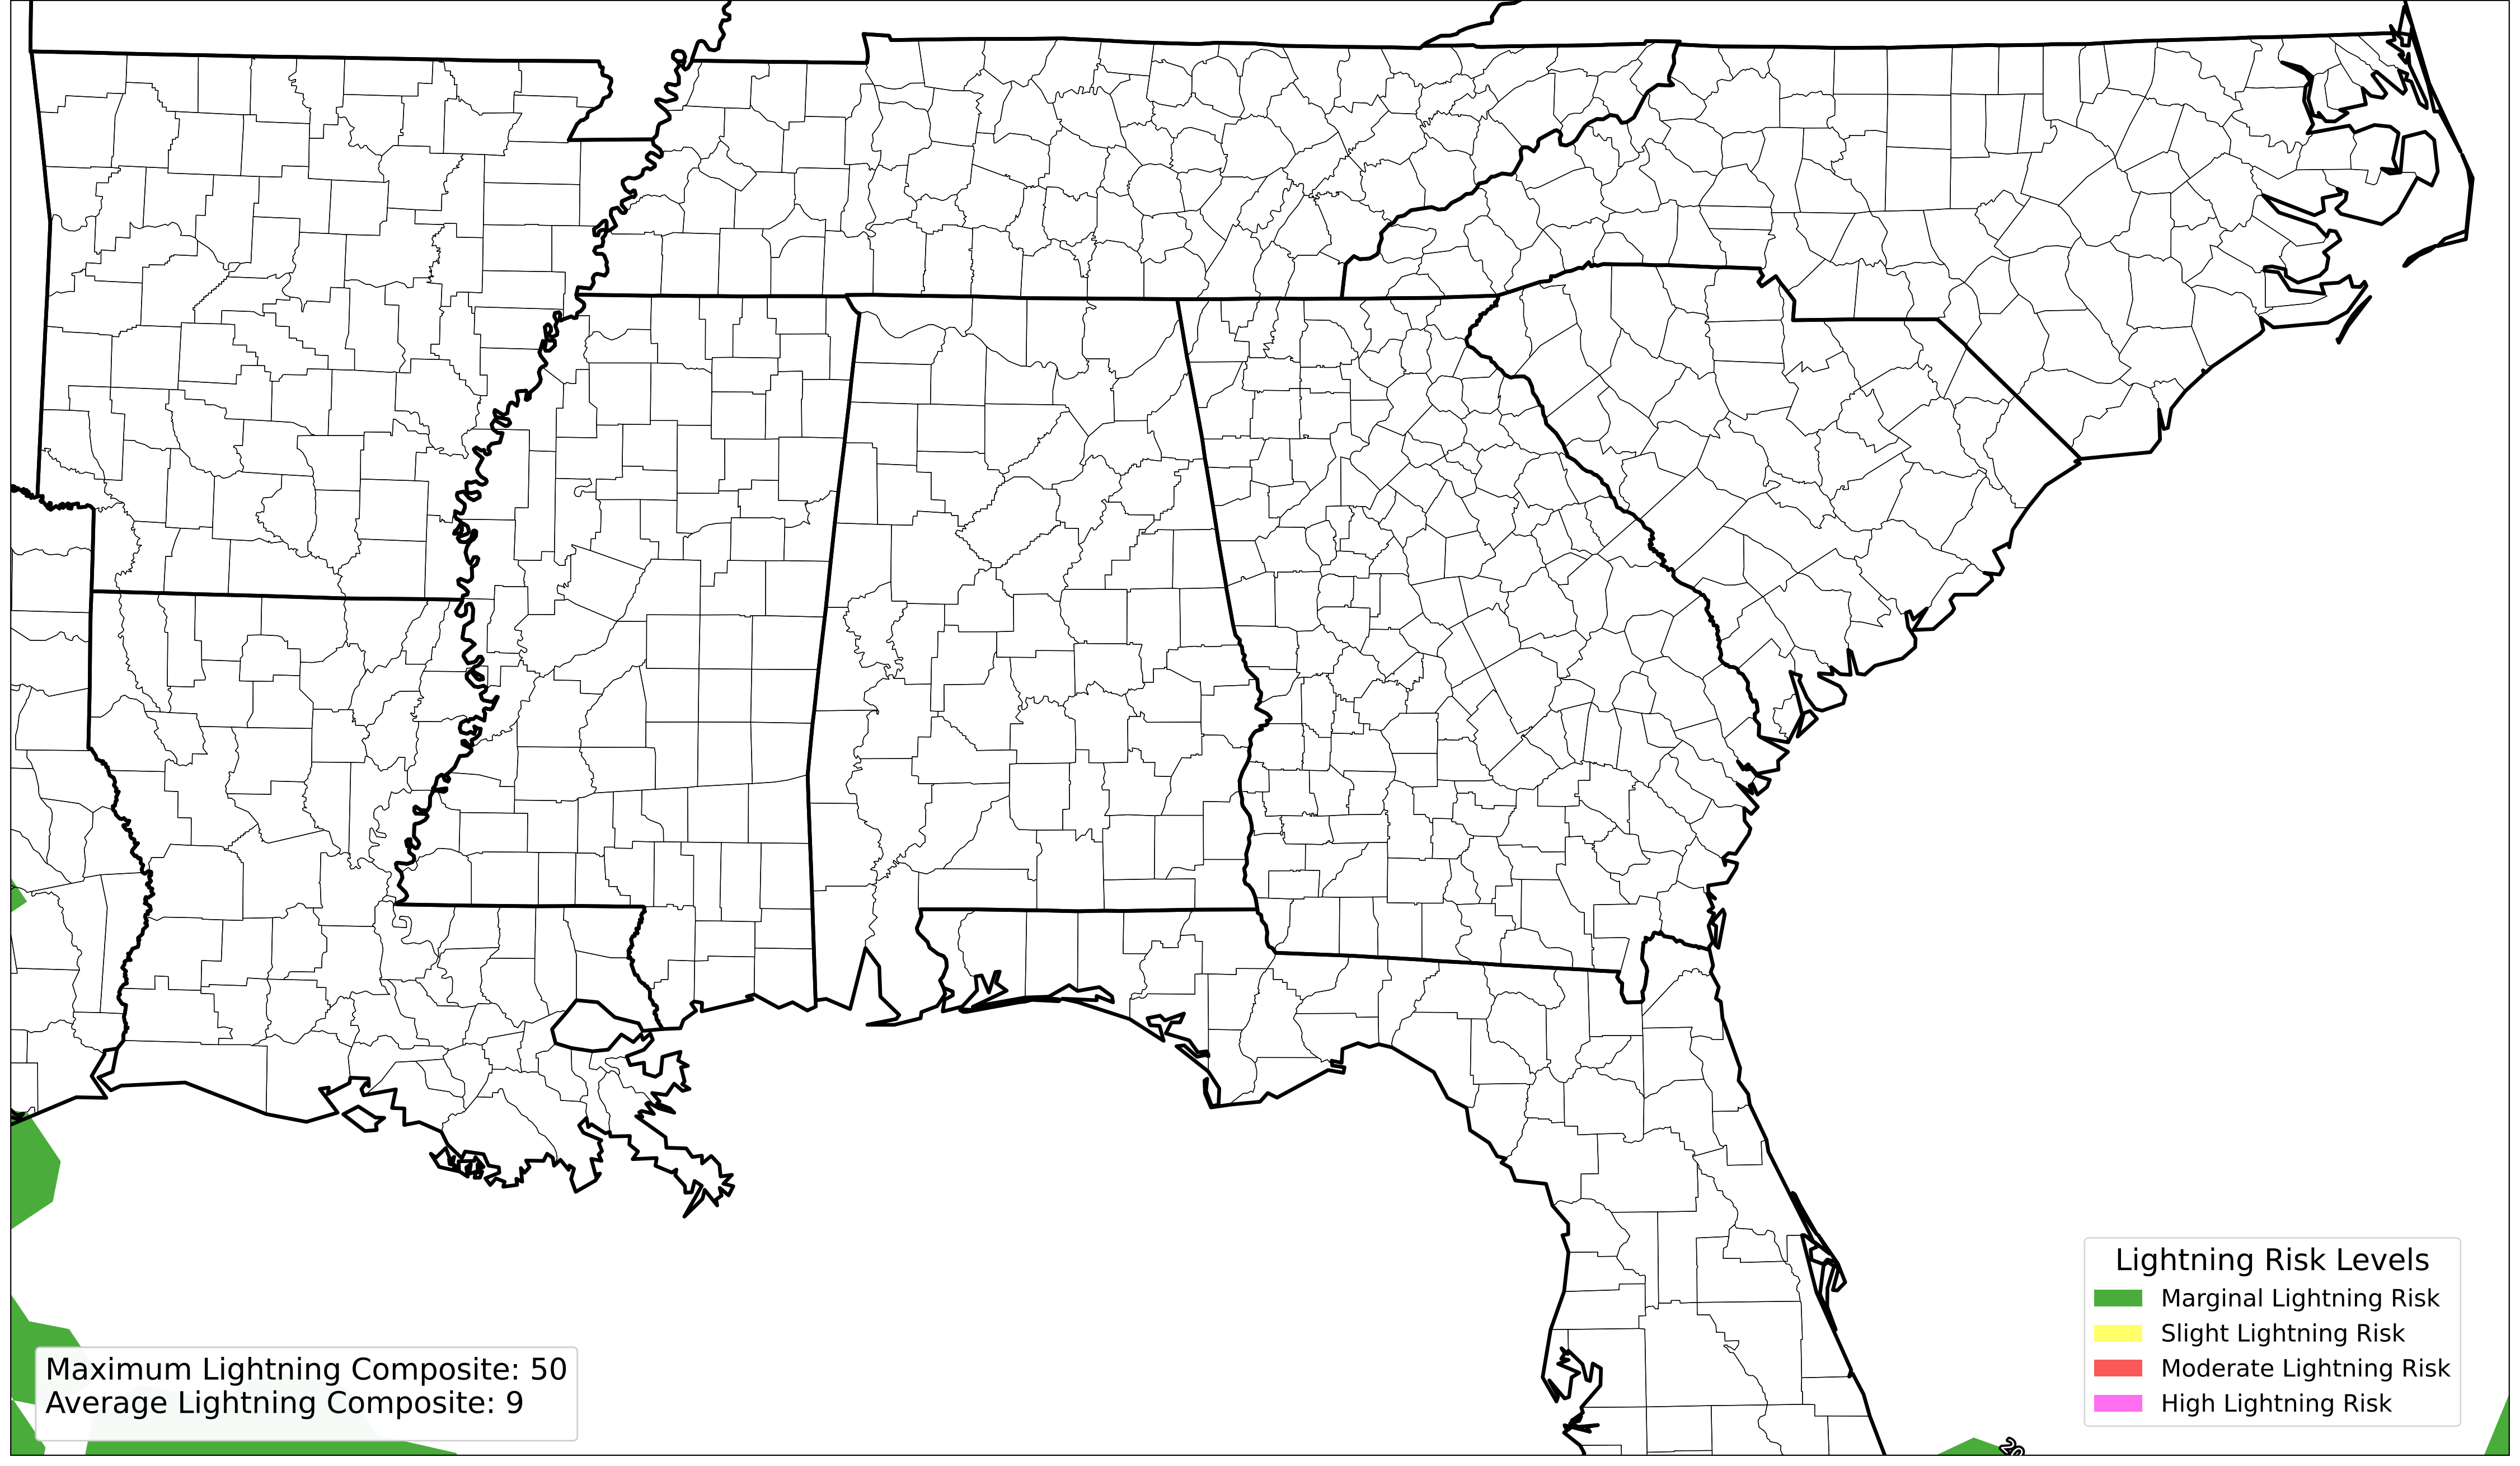 Maximum Lightning Composite: 50
Average Lightning Composite: 9
Lightning Risk Levels
Marginal Lightning Risk
Slight Lightning Risk
Moderate Lightning Risk
High Lightning Risk
20